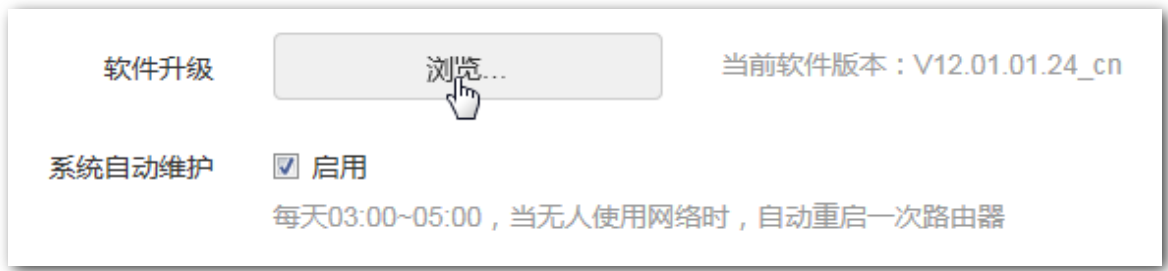 软件升级 浏览... 当前软件版本：V12.01.01.24_cn
系统自动维护 启用
每天03:00~05:00，当无人使用网络时，自动重启一次路由器